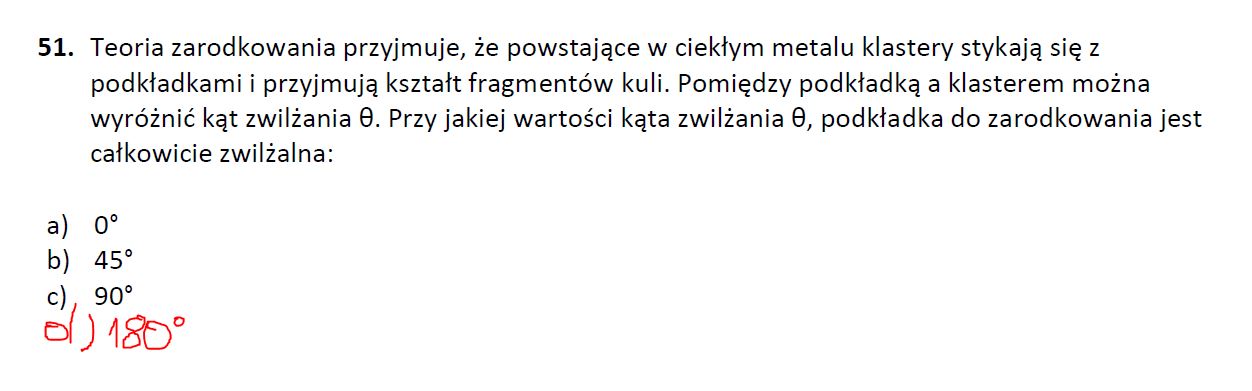 51. Teoria zarodkowania przyjmuje, że powstające w ciekłym metalu klastery stykają się z
podkładkami i przyjmują kształt fragmentów kuli. Pomiędzy podkładką a klasterem można
wyróżnić kąt zwilżania θ. Przy jakiej wartości kąta zwilżania θ, podkładka do zarodkowania jest
całkowicie zwilżalna:
a) 0°
b) 45°
c) 90°
d) 180°